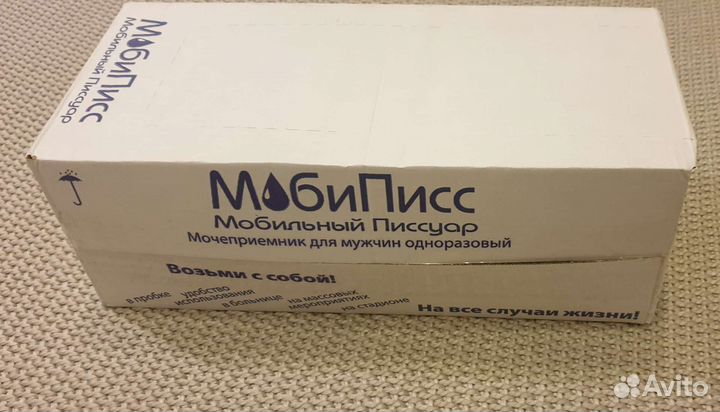 МобиПисс
Мобильный Писсуар
МобиПисс
Мобильный Писсуар
Мочеприемник для мужчин одноразовый
Возьми с собой!
в пробке
удобство
использования
в больнице
на массовых
мероприятиях
на стадионе
На все случаи жизни!
Avito